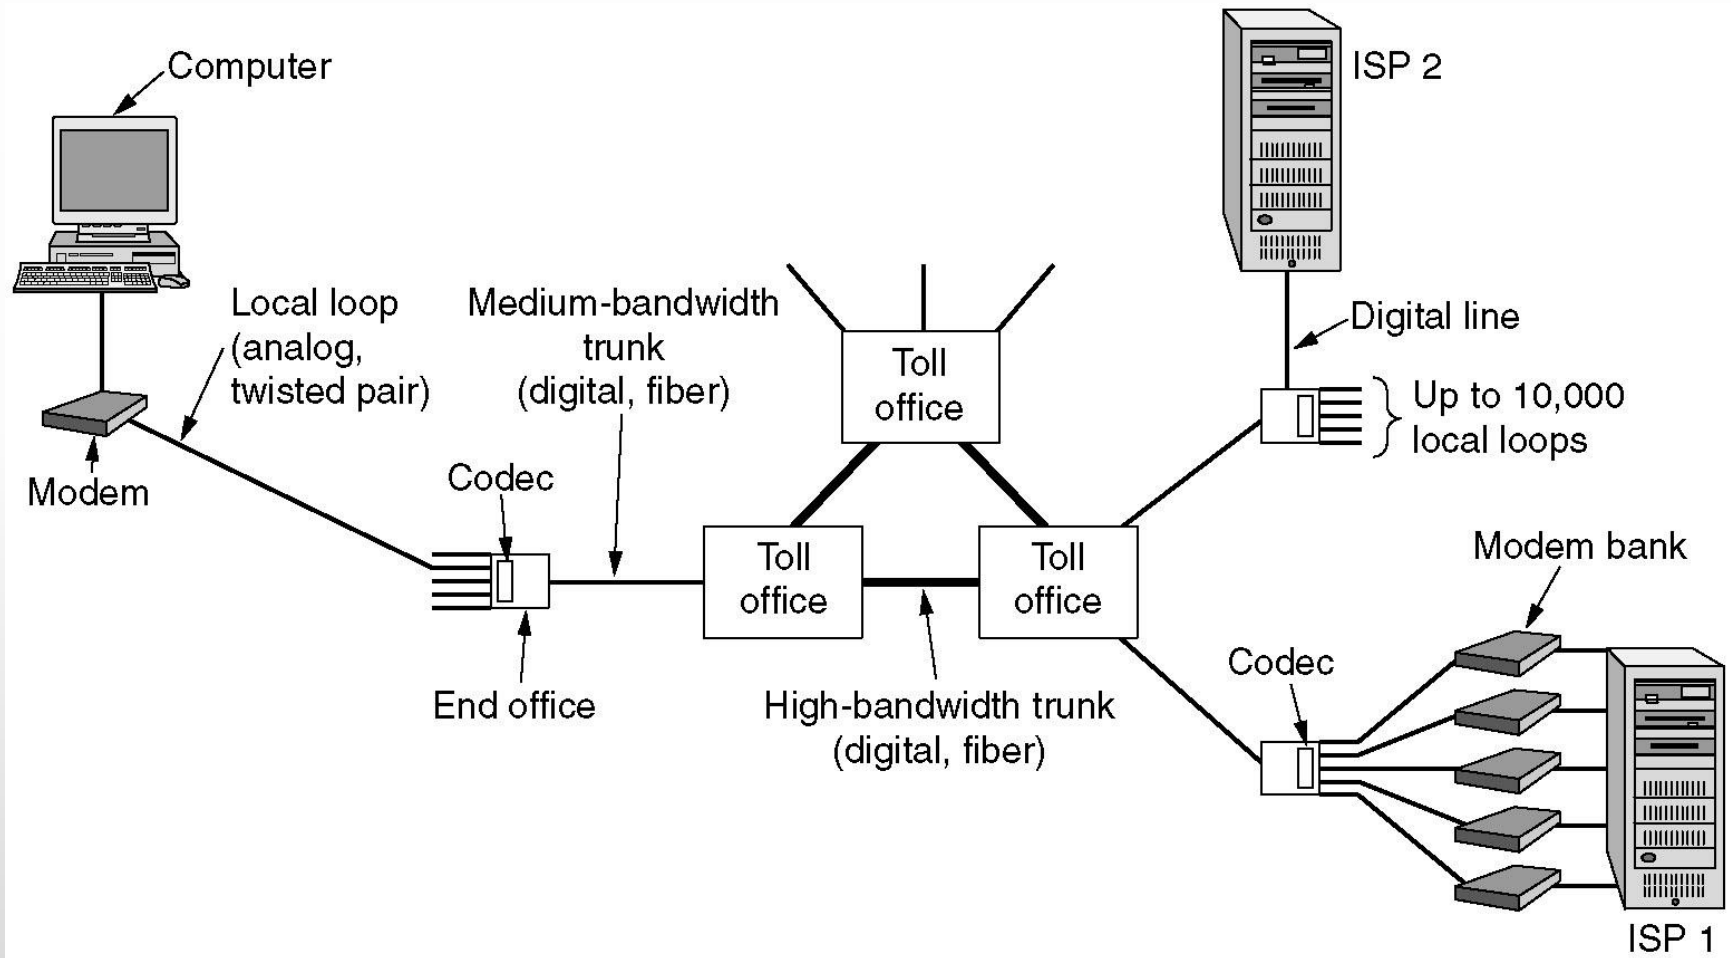 Computer
ISP 2
Local loop
(analog,
twisted pair)
Medium-bandwidth
trunk
(digital, fiber)
Digital line
Toll
office
Up to 10,000
local loops
Modem
Codec
Toll
office
Toll
office
Modem bank
End office
High-bandwidth trunk
(digital, fiber)
Codec
ISP 1